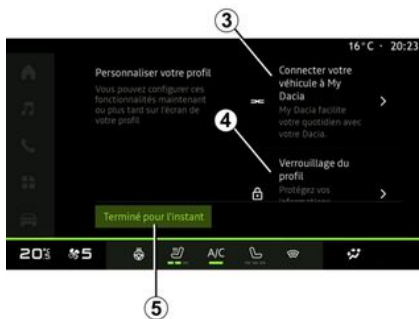 3
16°C · 20:23
Personnaliser votre profil
Vous pouvez configurer ces
fonctionnalités maintenant
ou plus tard sur l'écran de
votre profil
Connecter votre
véhicule à My
Dacia
My Dacia facilite
votre quotidien avec
votre Dacia.
4
Verrouillage du
profil
Protégez vos
informations
Terminé pour l'instant
20 5 A/C
5